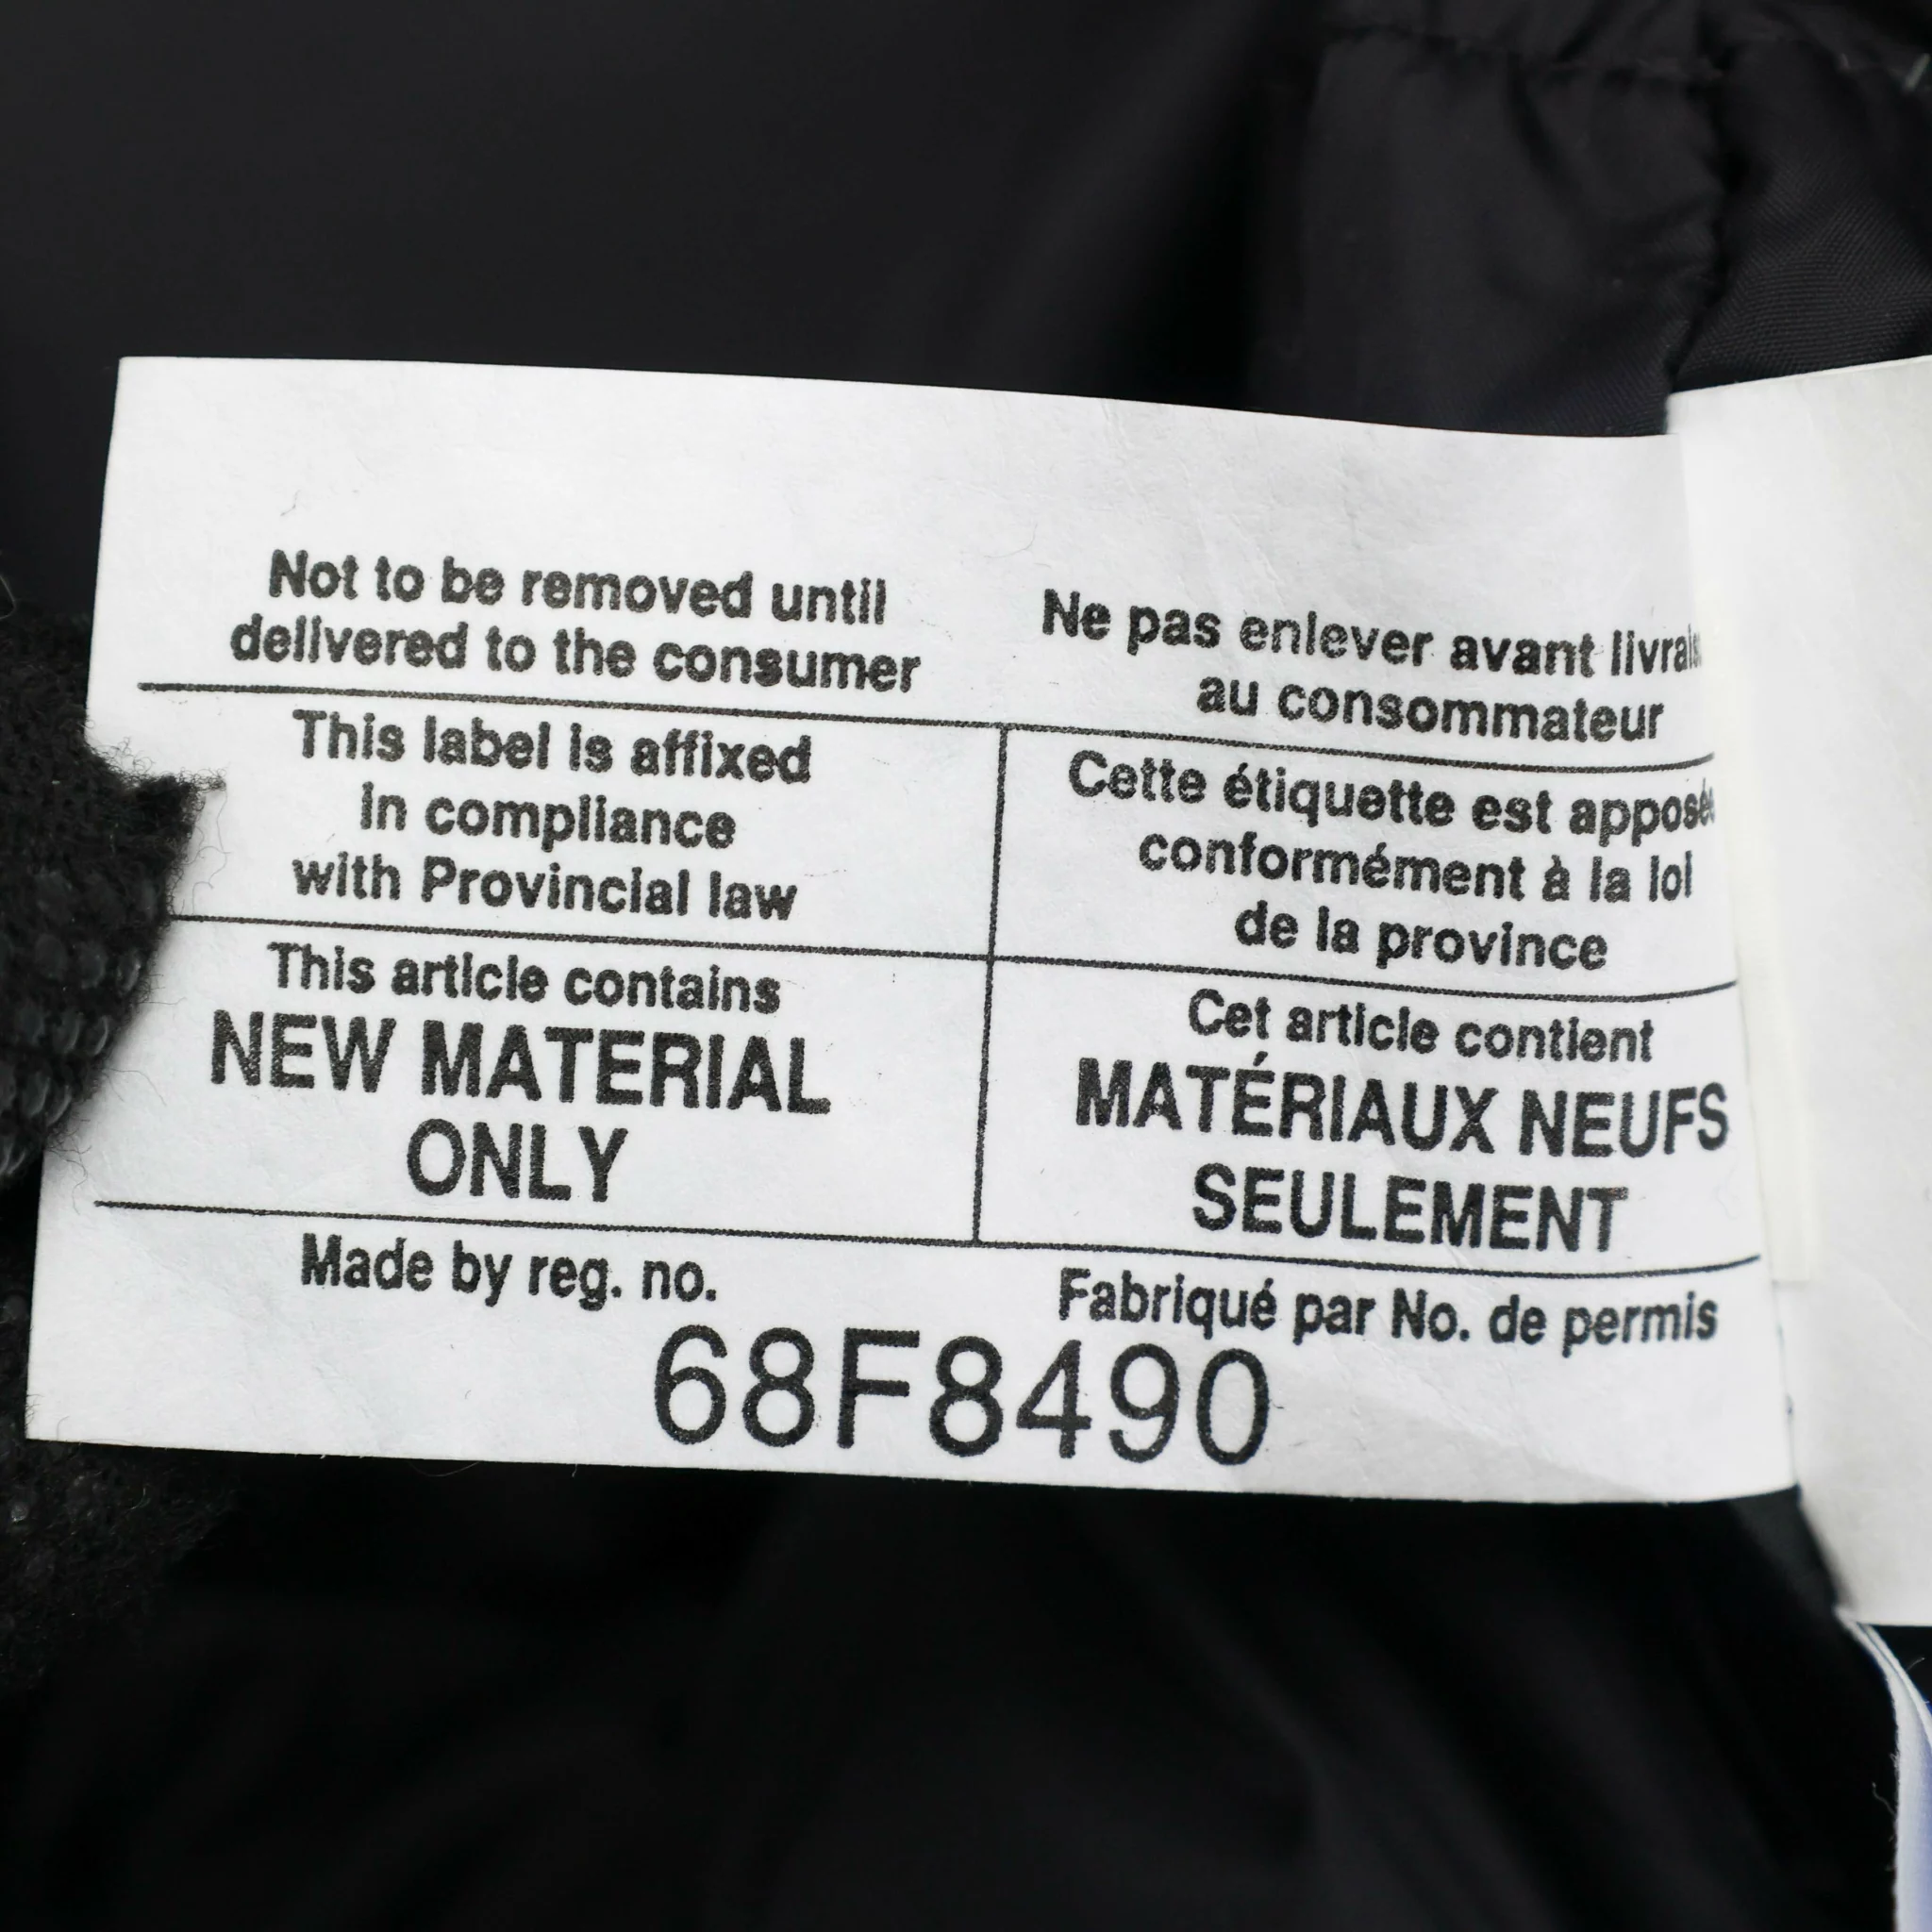 Not to be removed until
delivered to the consumer
Ne pas enlever avant
au consommateur
This label is affixed
in compliance
with Provincial law
Cette étiquette est
conformément à la loi
de la province
This article contains
NEW MATERIAL
ONLY
Cet article contient
MATÉRIAUX NEUFS
SEULEMENT
Made by reg. no.
Fabriqué par No. de permis
68F8490